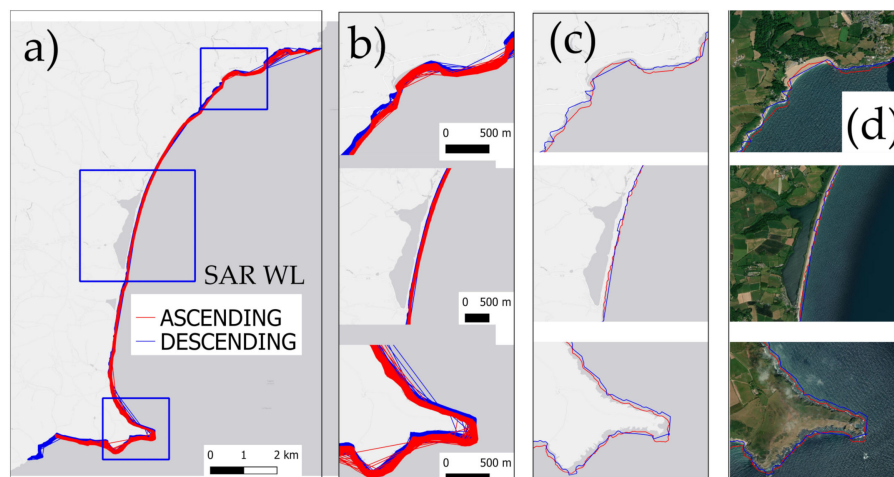 a)
b)
(c)
(d)
0 500 m
0 500 m
SAR WL
ASCENDING
DESCENDING
0 1 2 km
0 500 m